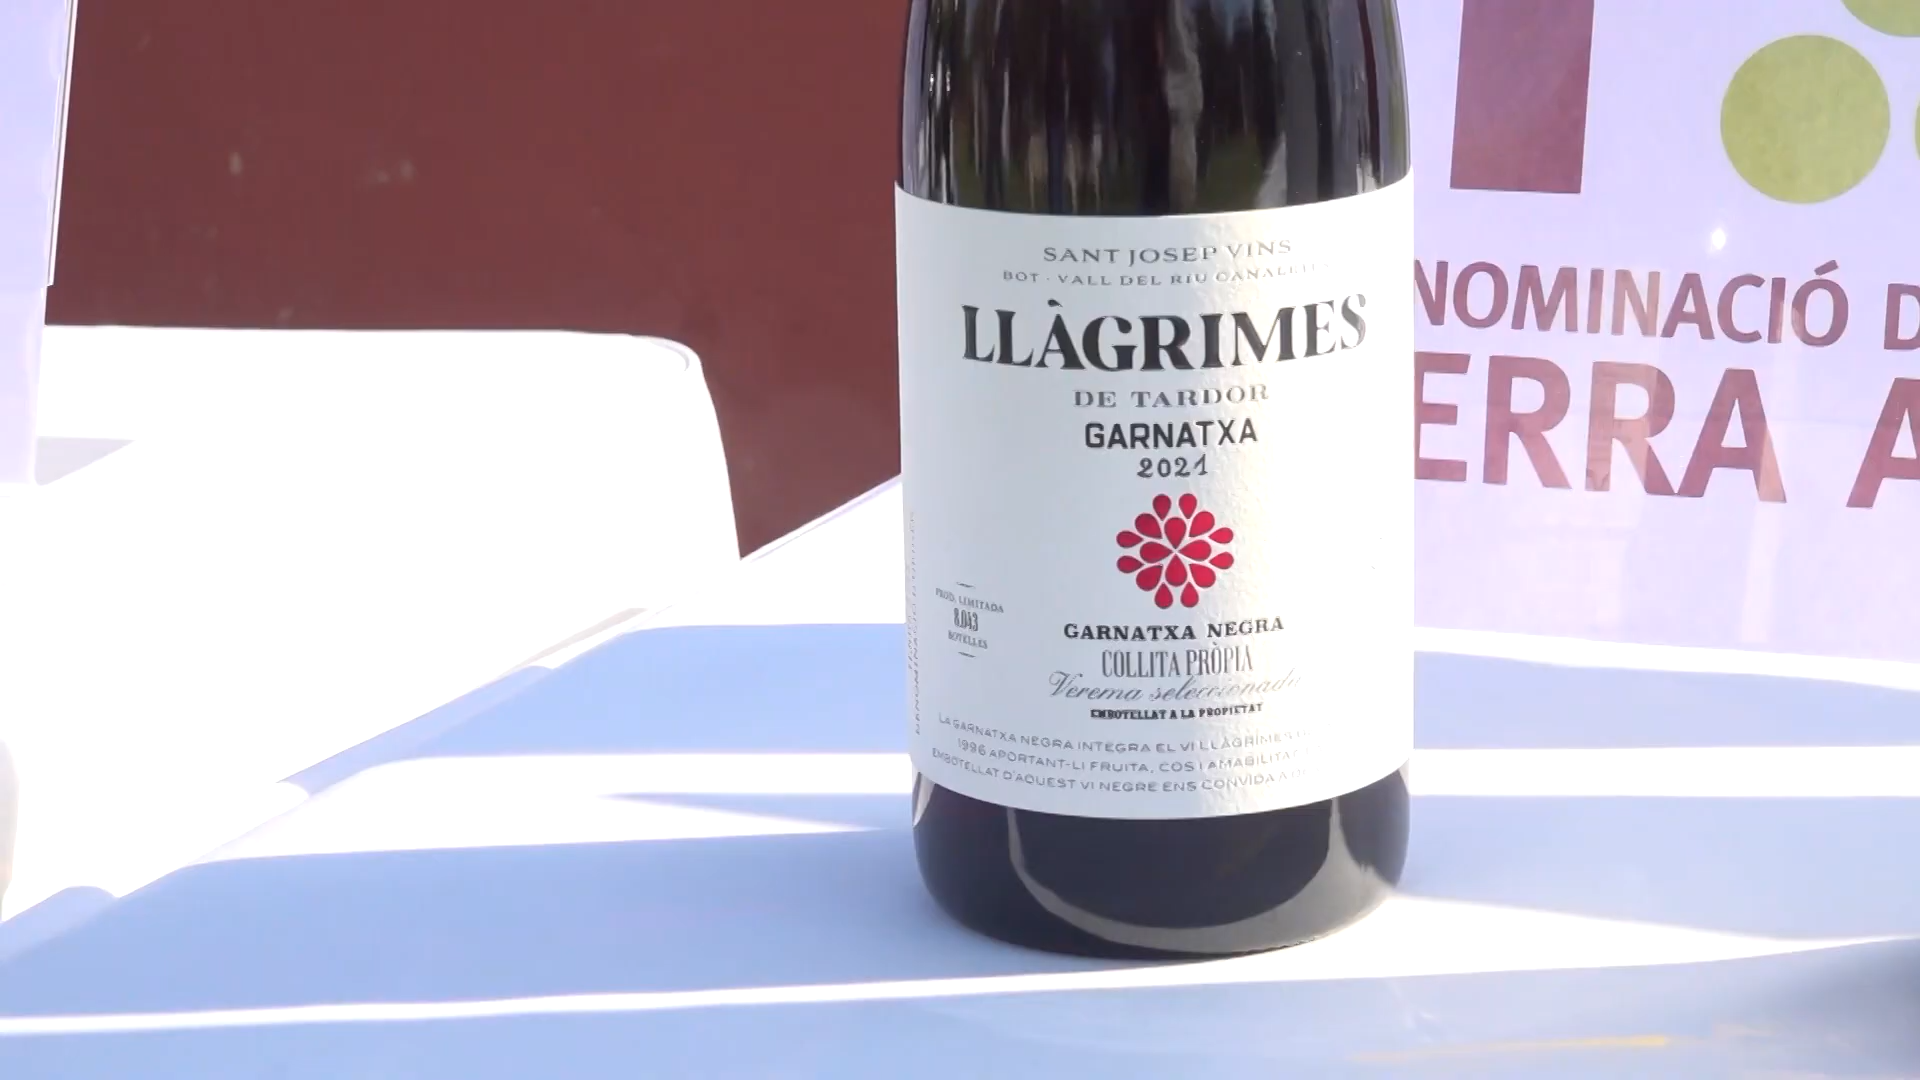 SANT JOSEP VINS
BOT · VALL DEL RIU CANALETES
LLÀGRIMES
DE TARDOR
GARNATXA
2021
PROD. LIMITADA
8.043
BOTELLES
GARNATXA NEGRA
COLLITA PRÒPIA
Verema seleccionada
EMBOTELLAT A LA PROPIETAT
LA GARNATXA NEGRA INTEGRA EL VI LLÀGRIMES
1996 APORTANT-LI FRUITA, COS I AMABILITAT
EMBOTELLAT D'AQUEST VI NEGRE ENS CONVIDA A
DENOMINACIÓ D'ORIGEN
NOMINACIÓ D
ERRA A